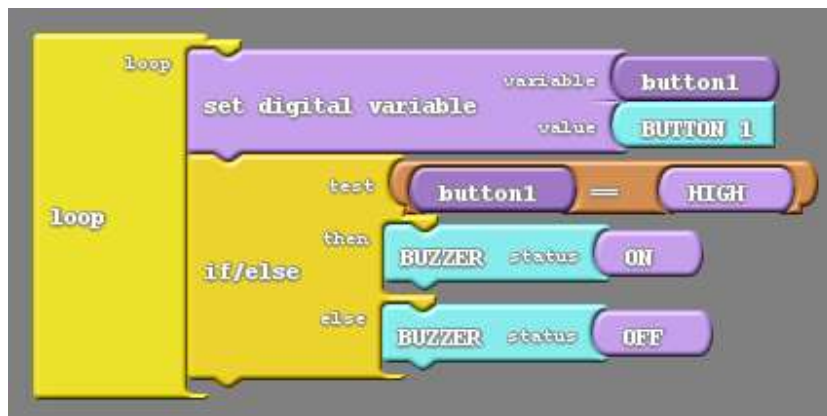 loop
variable button1
set digital variable
value BUTTON 1
test button1 == HIGH
loop
then
BUZZER status ON
if/else
else
BUZZER status OFF